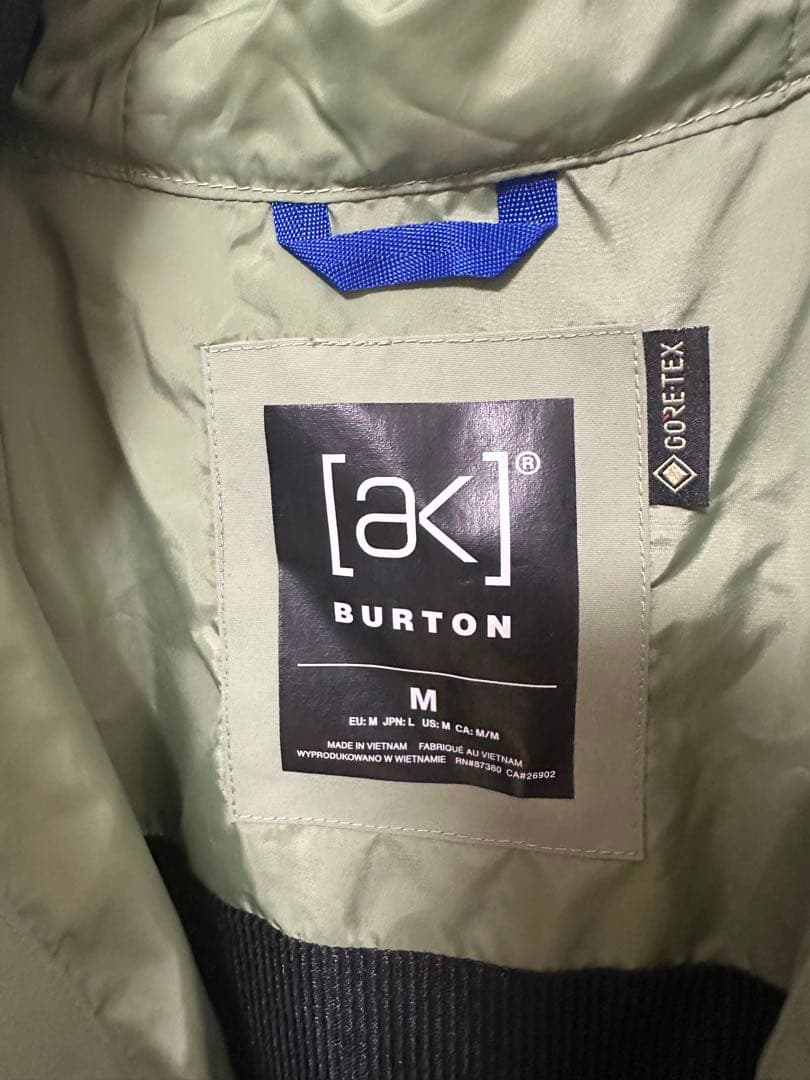 [ak]®
BURTON
M
EU: M JPN: L US: M CA: M/M
MADE IN VIETNAM FABRIQUÉ AU VIETNAM
WYPRODUKOWANO W WIETNAMIE RN#87380 CA#26902
GORE-TEX